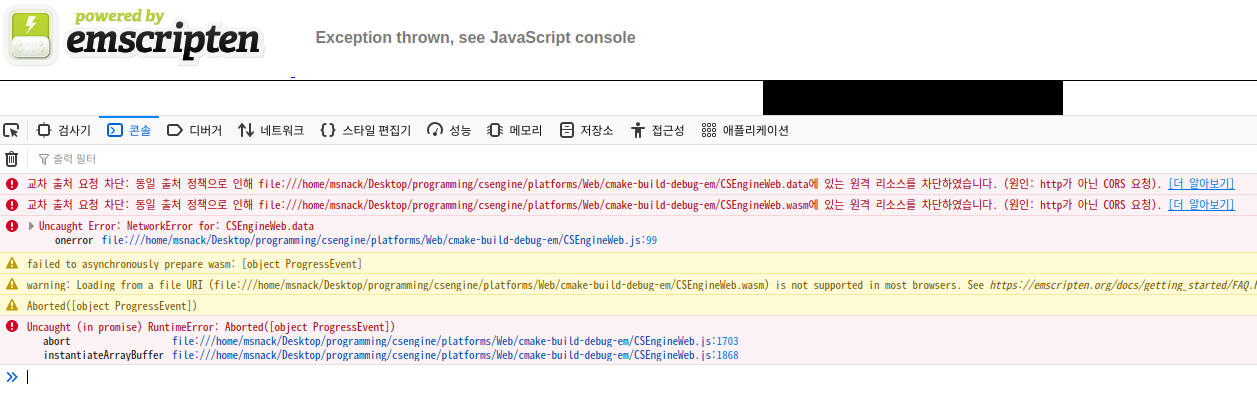 powered by
emscripten
Exception thrown, see JavaScript console
검사기 콘솔 디버거 네트워크 스타일 편집기 성능 메모리 저장소 접근성 애플리케이션
출력 필터
교차 출처 요청 차단: 동일 출처 정책으로 인해 file:///home/msnack/Desktop/programming/csengine/platforms/Web/cmake-build-debug-em/CSEngineWeb.data에 있는 원격 리소스를 차단하였습니다. (원인: http가 아닌 CORS 요청). [더 알아보기]
교차 출처 요청 차단: 동일 출처 정책으로 인해 file:///home/msnack/Desktop/programming/csengine/platforms/Web/cmake-build-debug-em/CSEngineWeb.wasm에 있는 원격 리소스를 차단하였습니다. (원인: http가 아닌 CORS 요청). [더 알아보기]
Uncaught Error: NetworkError for: CSEngineWeb.data
onerror file:///home/msnack/Desktop/programming/csengine/platforms/Web/cmake-build-debug-em/CSEngineWeb.js:99
failed to asynchronously prepare wasm: [object ProgressEvent]
warning: Loading from a file URI (file:///home/msnack/Desktop/programming/csengine/platforms/Web/cmake-build-debug-em/CSEngineWeb.wasm) is not supported in most browsers. See https://emscripten.org/docs/getting_started/FAQ.h
Aborted([object ProgressEvent])
Uncaught (in promise) RuntimeError: Aborted([object ProgressEvent])
abort file:///home/msnack/Desktop/programming/csengine/platforms/Web/cmake-build-debug-em/CSEngineWeb.js:1703
instantiateArrayBuffer file:///home/msnack/Desktop/programming/csengine/platforms/Web/cmake-build-debug-em/CSEngineWeb.js:1868